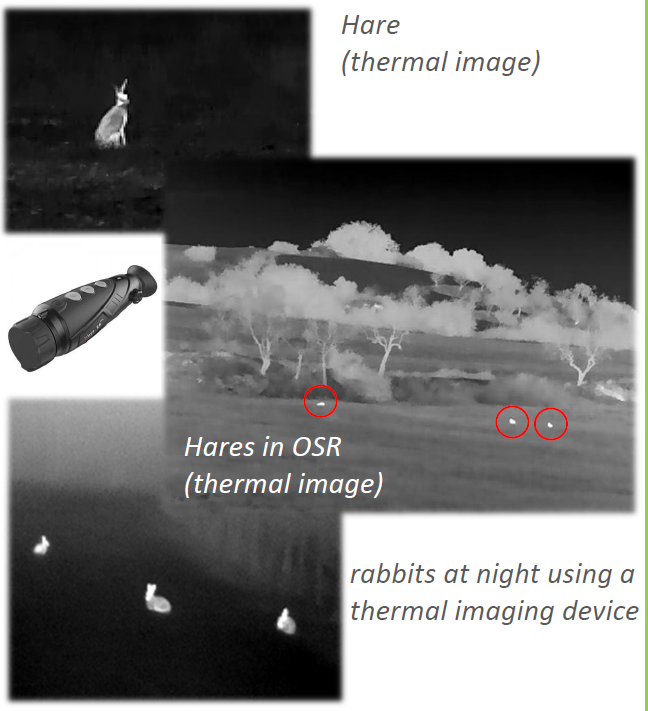 Hare
(thermal image)
Hares in OSR
(thermal image)
rabbits at night using a
thermal imaging device